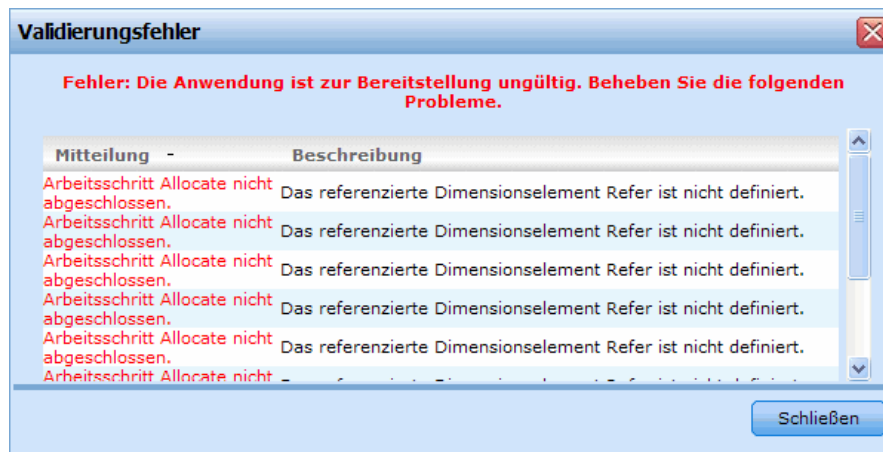 Validierungsfehler
Fehler: Die Anwendung ist zur Bereitstellung ungültig. Beheben Sie die folgenden
Probleme.
Mitteilung - Beschreibung
Arbeitsschritt Allocate nicht
abgeschlossen.
Das referenzierte Dimensionselement Refer ist nicht definiert.
Arbeitsschritt Allocate nicht
abgeschlossen.
Das referenzierte Dimensionselement Refer ist nicht definiert.
Arbeitsschritt Allocate nicht
abgeschlossen.
Das referenzierte Dimensionselement Refer ist nicht definiert.
Arbeitsschritt Allocate nicht
abgeschlossen.
Das referenzierte Dimensionselement Refer ist nicht definiert.
Arbeitsschritt Allocate nicht
abgeschlossen.
Das referenzierte Dimensionselement Refer ist nicht definiert.
Arbeitsschritt Allocate nicht
Schließen